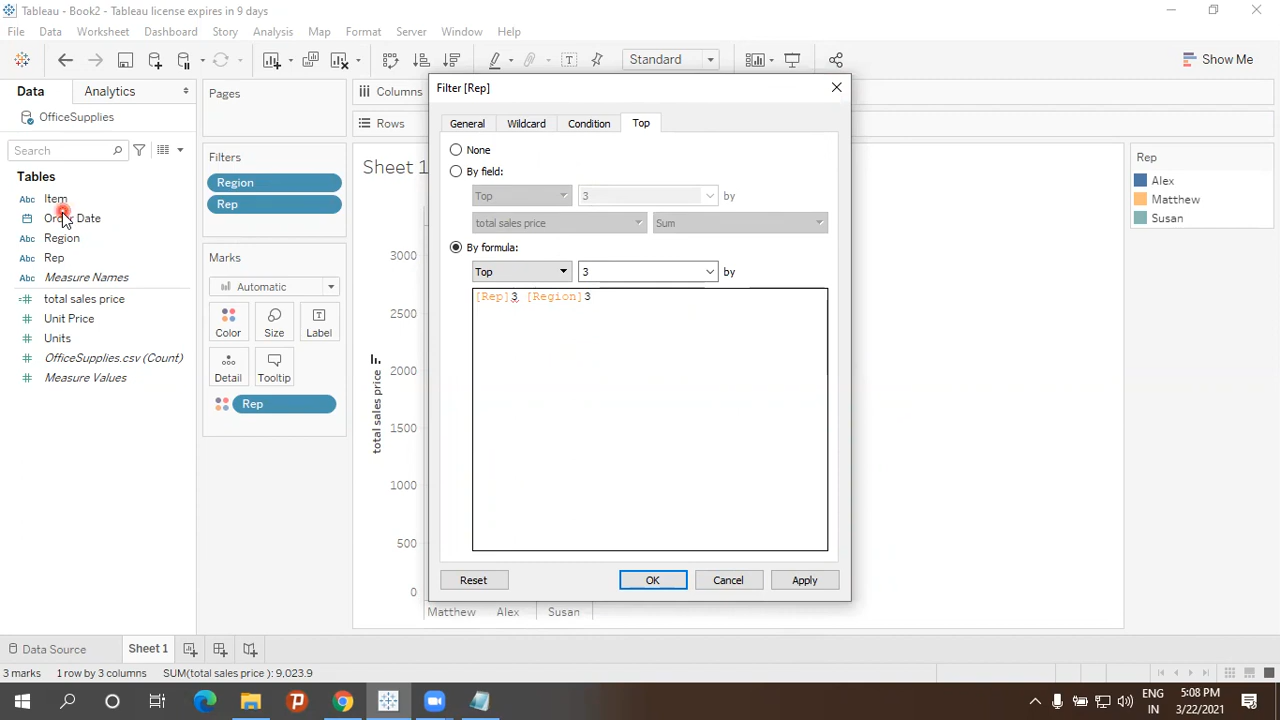 Tableau - Book2 - Tableau license expires in 9 days
File Data Worksheet Dashboard Story Analysis Map Format Server Window Help
Standard Show Me
Data Analytics
OfficeSupplies
Search
Tables
Item
Order Date
Region
Rep
Measure Names
total sales price
Unit Price
Units
OfficeSupplies.csv (Count)
Measure Values
Pages
Filters
Region
Rep
Marks
Automatic
Color Size Label
Detail Tooltip
Rep
Columns
Rows
Sheet 1
3000
2500
2000
1500
1000
500
0
total sales price
Matthew Alex Susan
Filter [Rep]
General Wildcard Condition Top
None
By field:
Top 3 by
total sales price Sum
By formula:
Top 3 by
[Rep]3 [Region]3
Reset OK Cancel Apply
Rep
Alex
Matthew
Susan
Data Source Sheet 1
3 marks 1 row by 3 columns SUM(total sales price ): 9,023.9
ENG
IN
5:08 PM
3/22/2021